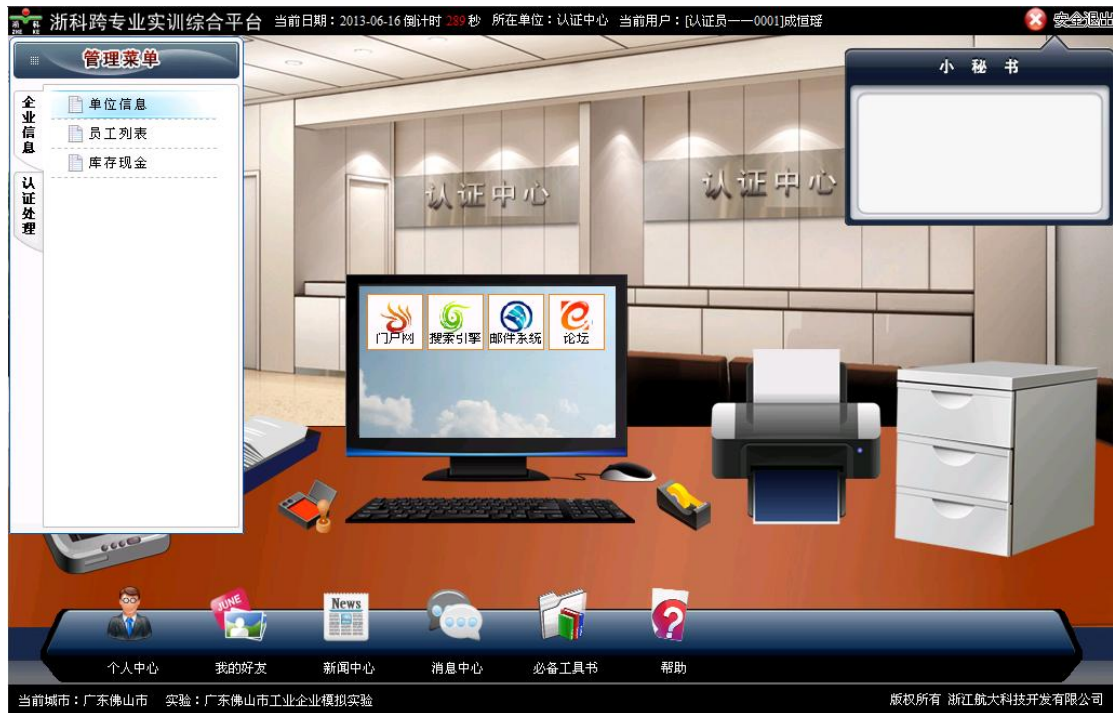 浙科 ZHE KE 浙科跨专业实训综合平台 当前日期：2013-06-16 倒计时 289 秒 所在单位：认证中心 当前用户：[认证员——0001]成恒瑶 安全退出
管理菜单
小 秘 书
企业信息
单位信息
员工列表
库存现金
认证处理
认证中心
认证中心
门户网 搜索引擎 邮件系统 论坛
JUNE
News
个人中心 我的好友 新闻中心 消息中心 必备工具书 帮助
当前城市：广东佛山市 实验：广东佛山市工业企业模拟实验 版权所有 浙江航大科技开发有限公司